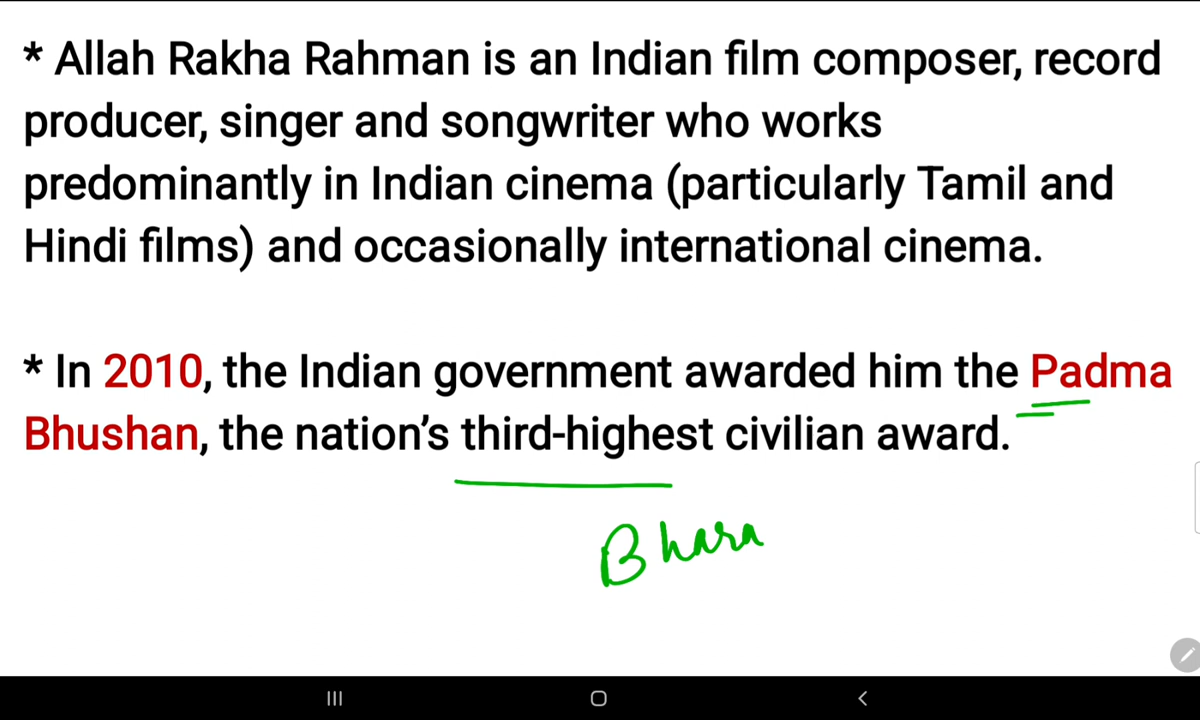 * Allah Rakha Rahman is an Indian film composer, record
producer, singer and songwriter who works
predominantly in Indian cinema (particularly Tamil and
Hindi films) and occasionally international cinema.
* In 2010, the Indian government awarded him the Padma
Bhushan, the nation’s third-highest civilian award.
Bhara